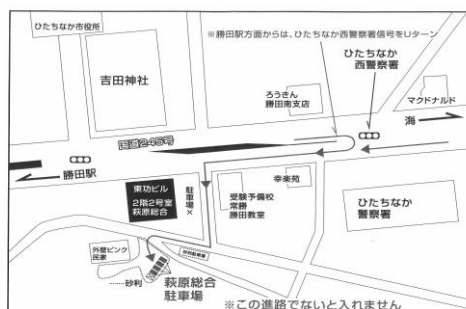 ひたちなか市役所
※勝田駅方面からは、ひたちなか西警察署信号をUターン
ひたちなか
西警察署
吉田神社
ろうきん
勝田南支店
マクドナルド
海
国道245号
勝田駅
東功ビル
2階2号室
萩原総合
駐車場×
幸楽苑
受験予備校
常勝
勝田教室
ひたちなか
警察署
外壁ピンク
民家
砂利駐車場
砂利
萩原総合
駐車場
※この進路でないと入れません